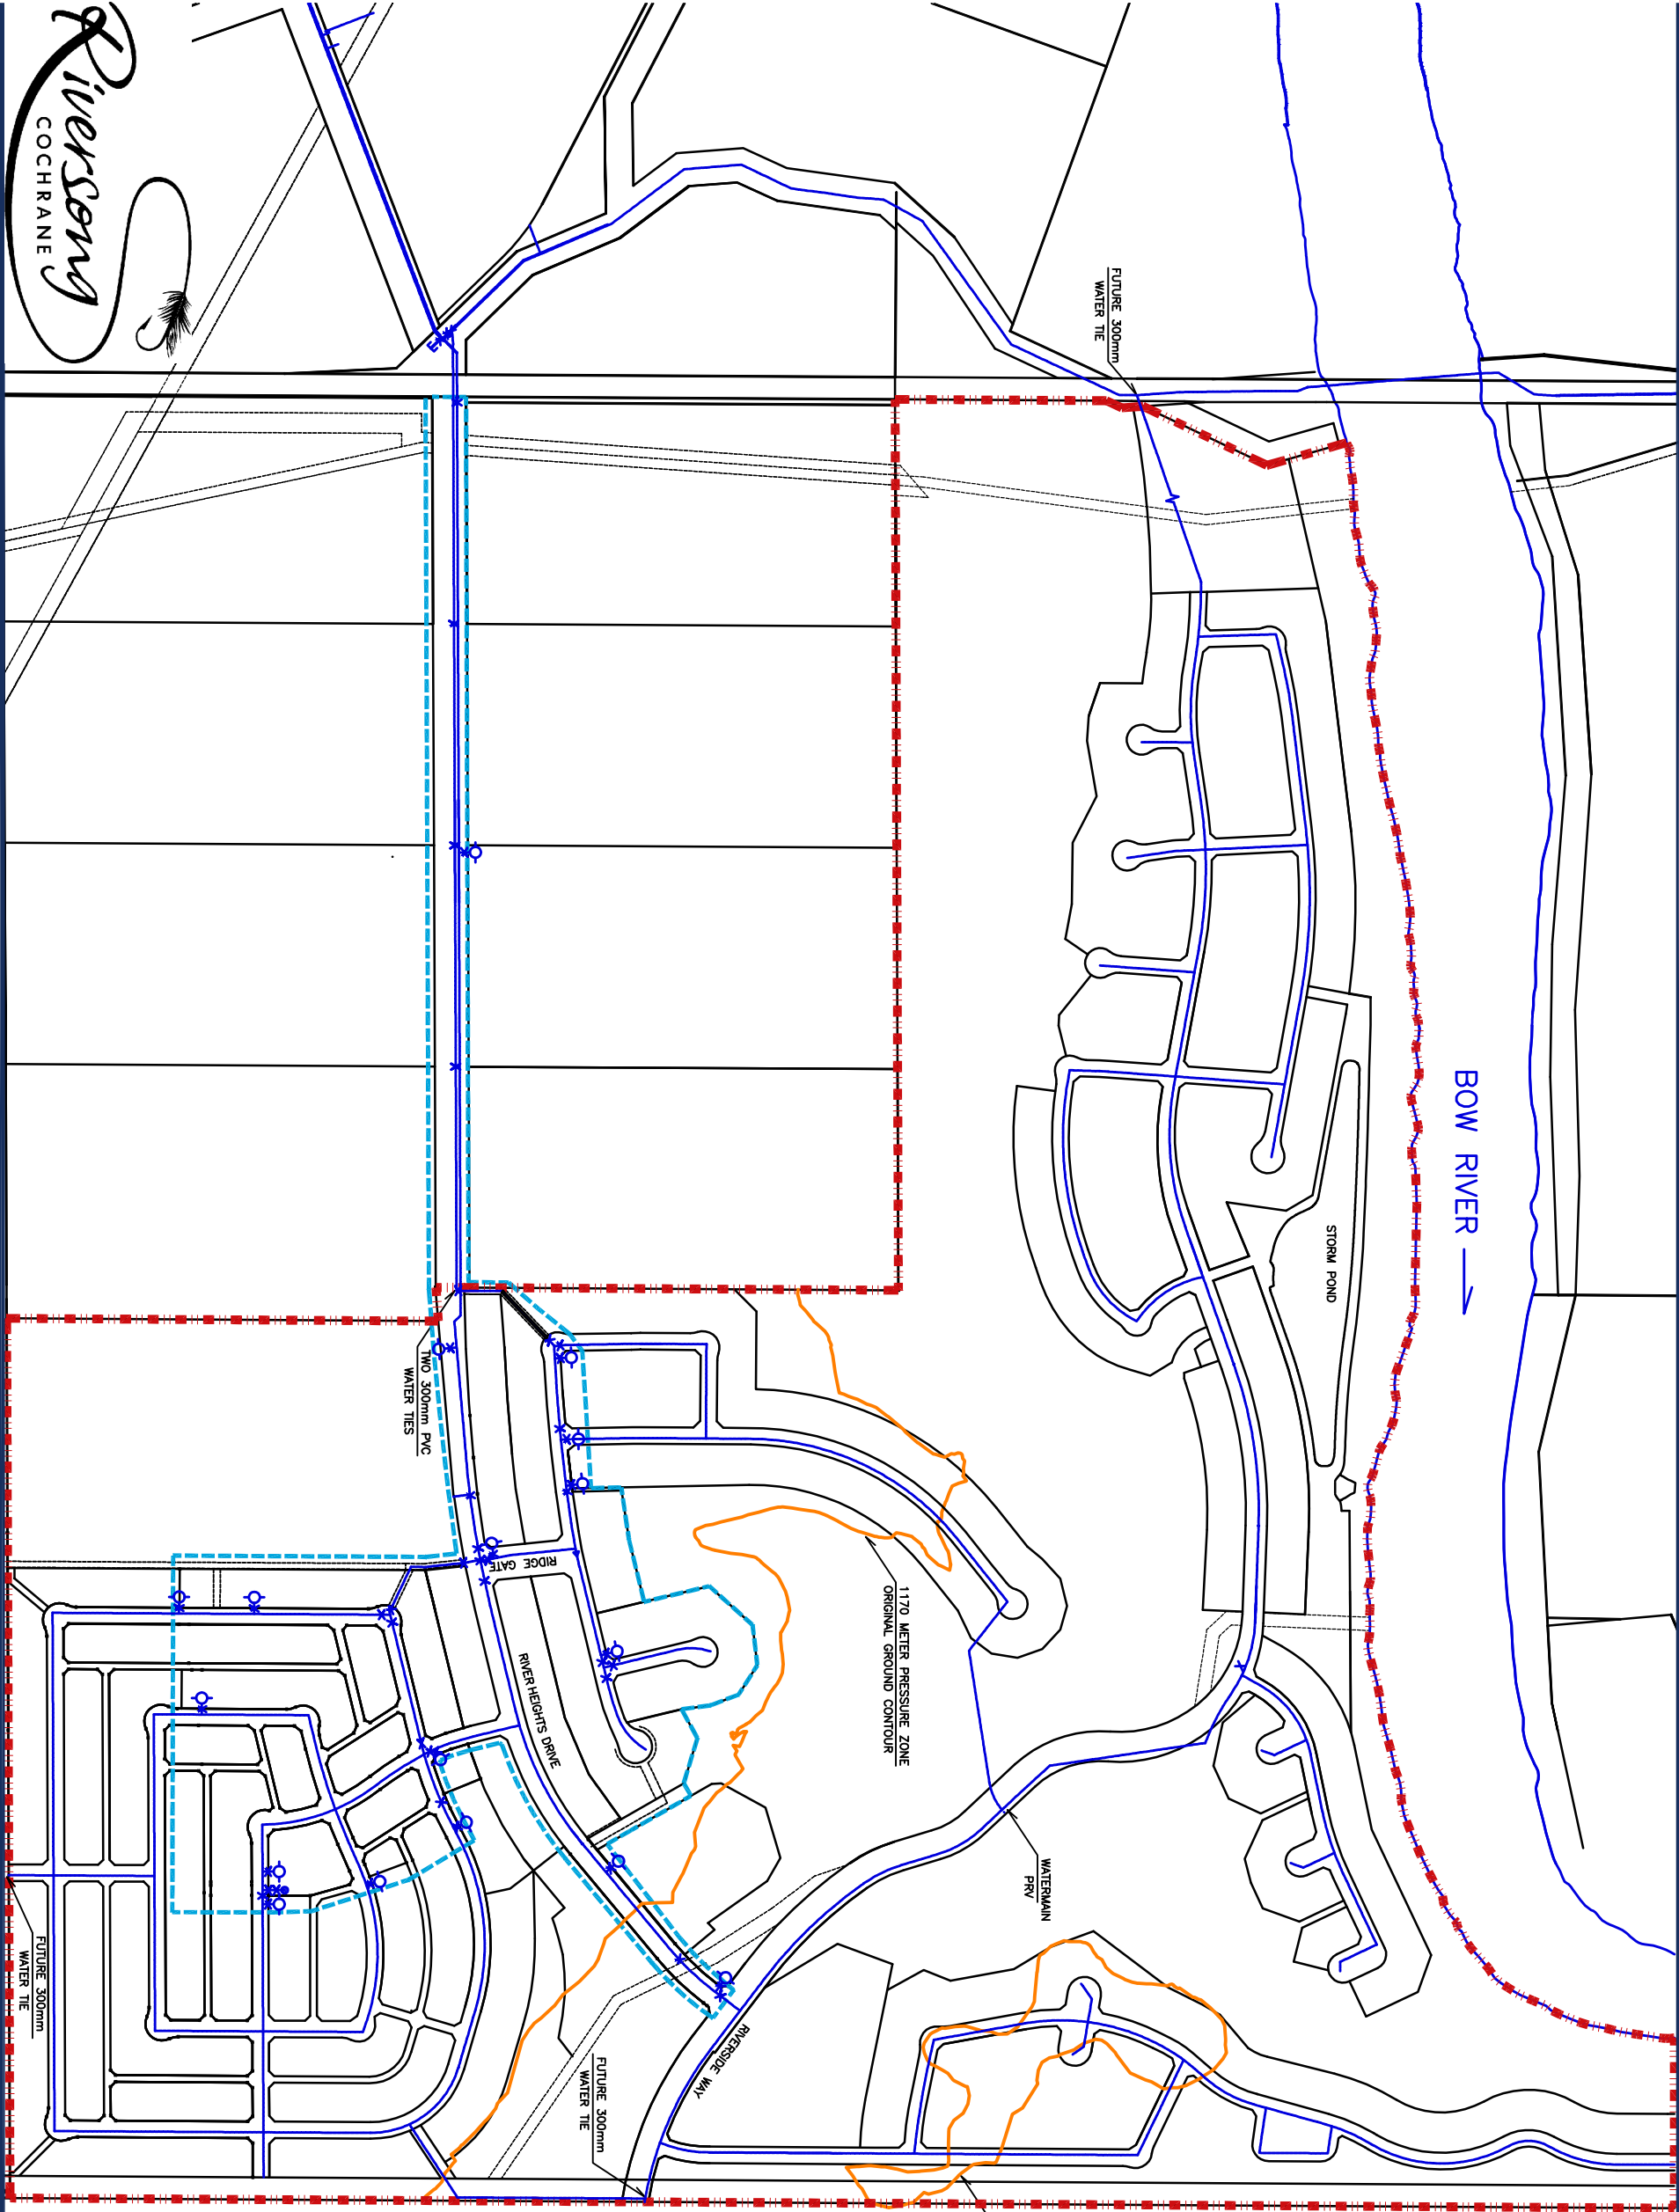 Riversong
COCHRANE
FUTURE 300mm
WATER TIE
BOW RIVER
STORM POND
TWO 300mm PVC
WATER TIES
RIDGE GATE
1170 METER PRESSURE ZONE
ORIGINAL GROUND CONTOUR
RIVER HEIGHTS DRIVE
WATERMAIN
PRV
FUTURE 300mm
WATER TIE
RIVERSIDE WAY
FUTURE 300mm
WATER TIE